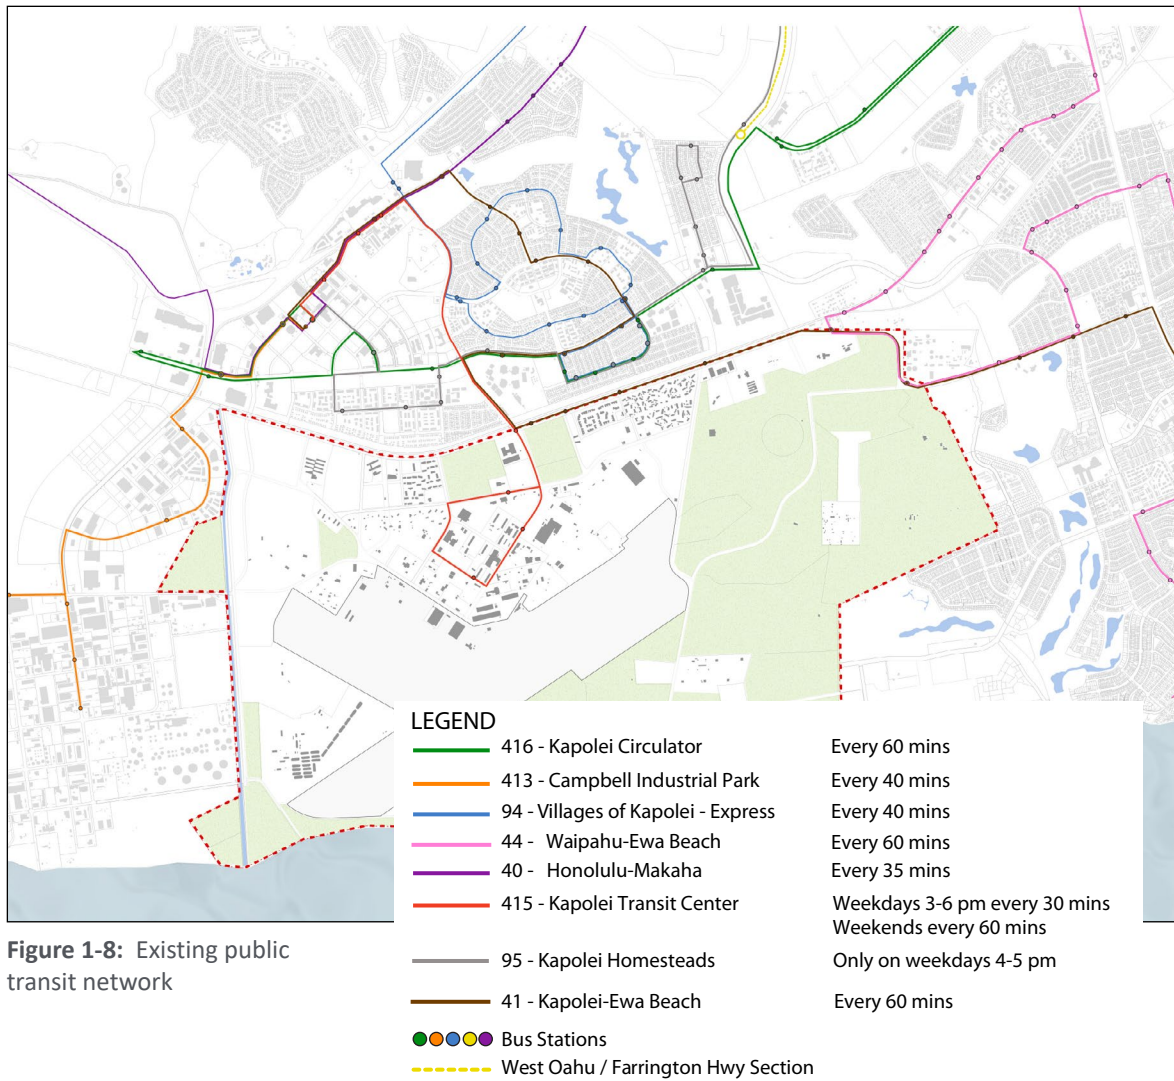 LEGEND
416 - Kapolei Circulator Every 60 mins
413 - Campbell Industrial Park Every 40 mins
94 - Villages of Kapolei - Express Every 40 mins
44 - Waipahu-Ewa Beach Every 60 mins
40 - Honolulu-Makaha Every 35 mins
415 - Kapolei Transit Center Weekdays 3-6 pm every 30 mins
Weekends every 60 mins
95 - Kapolei Homesteads Only on weekdays 4-5 pm
41 - Kapolei-Ewa Beach Every 60 mins
Bus Stations
West Oahu / Farrington Hwy Section
Figure 1-8: Existing public
transit network